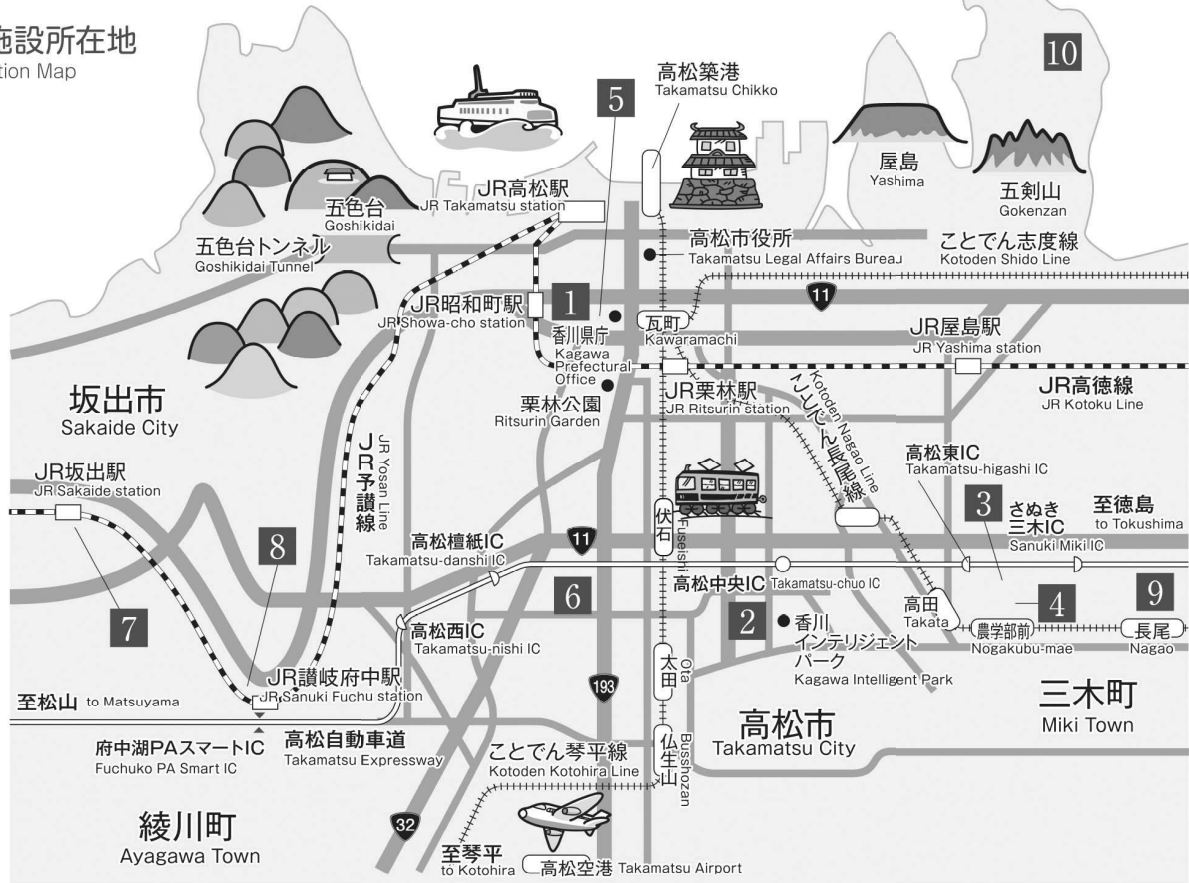 施設所在地
tion Map
10
高松築港
Takamatsu Chikko
5
屋島
Yashima
五剣山
Gokenzan
JR高松駅
JR Takamatsu station
五色台
Goshikidai
五色台トンネル
Goshikidai Tunnel
高松市役所
Takamatsu Legal Affairs Bureau
ことでん志度線
Kotoden Shido Line
11
1
JR昭和町駅
JR Showa-cho station
香川県庁
Kagawa
Prefectural
Office
瓦町
Kawaramachi
JR屋島駅
JR Yashima station
坂出市
Sakaide City
栗林公園
Ritsurin Garden
JR栗林駅
JR Ritsurin station
JR高徳線
JR Kotoku Line
ことでん長尾線
Kotoden Nagao Line
JR予讃線
JR Yosan Line
JR坂出駅
JR Sakaide station
高松東IC
Takamatsu-higashi IC
3
さぬき
三木IC
Sanuki Miki IC
至徳島
to Tokushima
伏石
Fuseishi
11
8
高松檀紙IC
Takamatsu-danshi IC
高松中央IC Takamatsu-chuo IC
7
6
2
香川
インテリジェント
パーク
Kagawa Intelligent Park
高田
Takata
4
9
農学部前
Nogakubu-mae
長尾
Nagao
高松西IC
Takamatsu-nishi IC
太田
Ota
JR讃岐府中駅
JR Sanuki Fuchu station
193
至松山 to Matsuyama
三木町
Miki Town
高松市
Takamatsu City
府中湖PAスマートIC
Fuchuko PA Smart IC
高松自動車道
Takamatsu Expressway
ことでん琴平線
Kotoden Kotohira Line
仏生山
Busshozan
綾川町
Ayagawa Town
32
至琴平
to Kotohira
高松空港 Takamatsu Airport